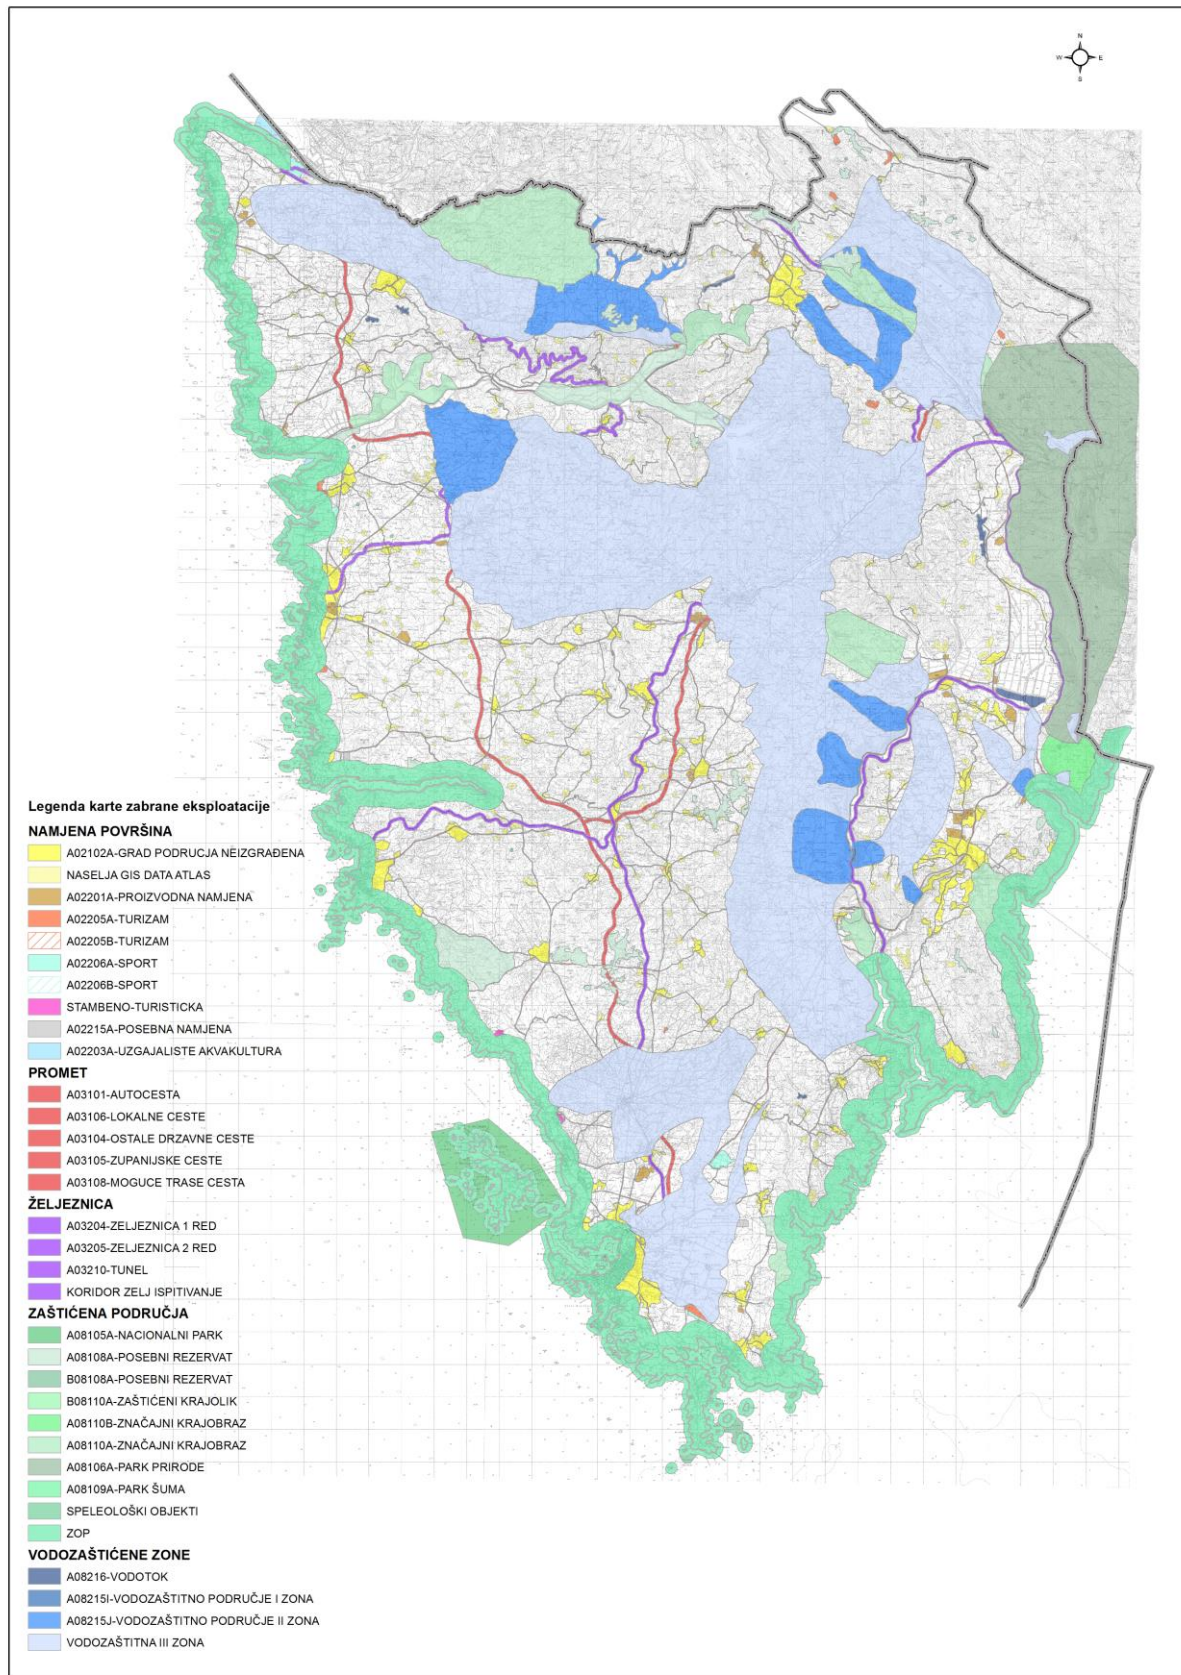 N
W E
S
Legenda karte zabrane eksploatacije
NAMJENA POVRŠINA
A02102A-GRAD PODRUCJA NEIZGRAĐENA
NASELJA GIS DATA ATLAS
A02201A-PROIZVODNA NAMJENA
A02205A-TURIZAM
A02205B-TURIZAM
A02206A-SPORT
A02206B-SPORT
STAMBENO-TURISTICKA
A02215A-POSEBNA NAMJENA
A02203A-UZGAJALISTE AKVAKULTURA
PROMET
A03101-AUTOCESTA
A03106-LOKALNE CESTE
A03104-OSTALE DRZAVNE CESTE
A03105-ZUPANIJSKE CESTE
A03108-MOGUCE TRASE CESTA
ŽELJEZNICA
A03204-ZELJEZNICA 1 RED
A03205-ZELJEZNICA 2 RED
A03210-TUNEL
KORIDOR ZELJ ISPITIVANJE
ZAŠTIĆENA PODRUČJA
A08105A-NACIONALNI PARK
A08108A-POSEBNI REZERVAT
B08108A-POSEBNI REZERVAT
B08110A-ZAŠTIĆENI KRAJOLIK
A08110B-ZNAČAJNI KRAJOBRAZ
A08110A-ZNAČAJNI KRAJOBRAZ
A08106A-PARK PRIRODE
A08109A-PARK ŠUMA
SPELEOLOŠKI OBJEKTI
ZOP
VODOZAŠTIĆENE ZONE
A08216-VODOTOK
A08215I-VODOZAŠTITNO PODRUČJE I ZONA
A08215J-VODOZAŠTITNO PODRUČJE II ZONA
VODOZAŠTITNA III ZONA